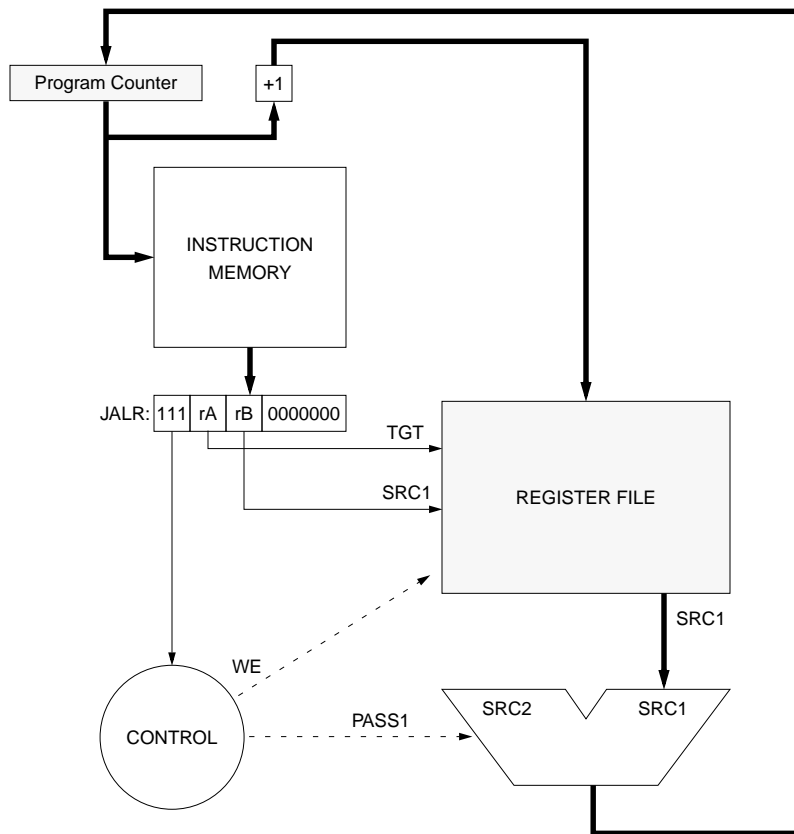 Program Counter
+1
INSTRUCTION
MEMORY
JALR: 111 rA rB 0000000
TGT
SRC1
REGISTER FILE
SRC1
WE
PASS1
CONTROL
SRC2
SRC1